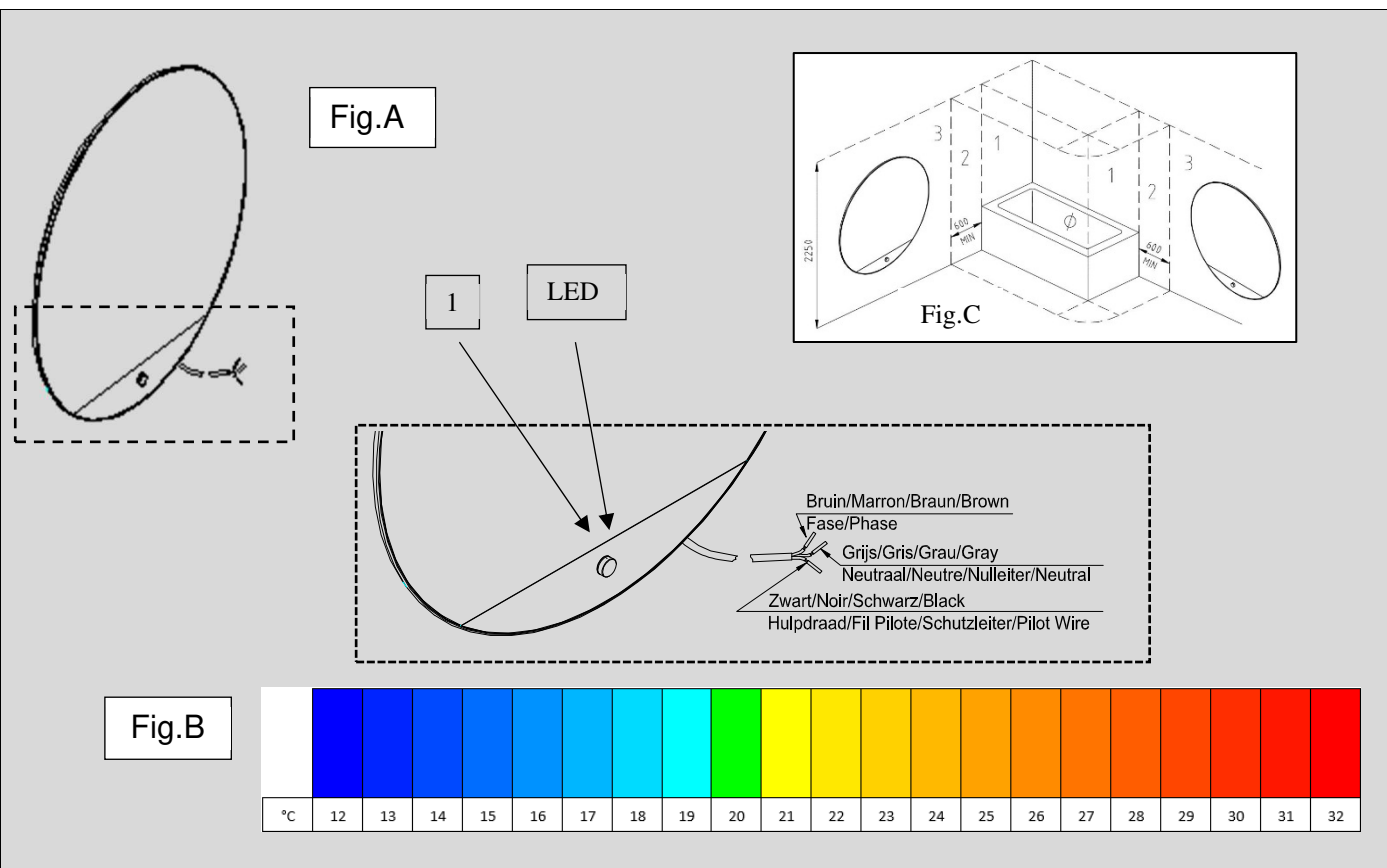 Fig.A
3
2
1
1
2
3
600
MIN
600
MIN
2250
Fig.C
1
LED
Bruin/Marron/Braun/Brown
Fase/Phase
Grijs/Gris/Grau/Gray
Neutraal/Neutre/Nulleiter/Neutral
Zwart/Noir/Schwarz/Black
Hulpdraad/Fil Pilote/Schutzleiter/Pilot Wire
Fig.B
°C 12 13 14 15 16 17 18 19 20 21 22 23 24 25 26 27 28 29 30 31 32